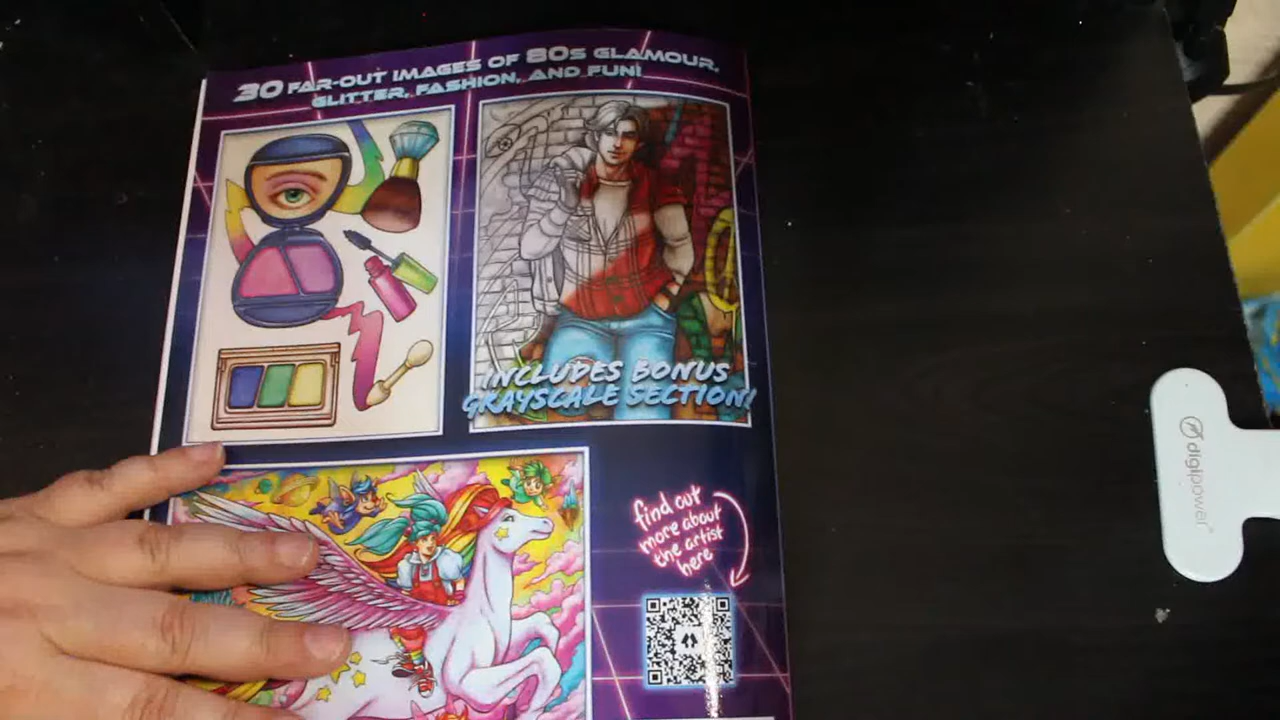 30 FAR-OUT IMAGES OF 80S GLAMOUR,
GLITTER, FASHION, AND FUN!
INCLUDES BONUS
GRAYSCALE SECTION!
find out
more about
the artist
here
digipower